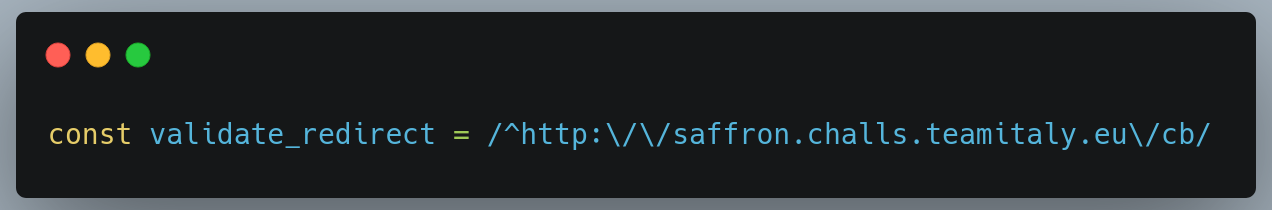 const validate_redirect = /^http:\/\/saffron.challs.teamitaly.eu\/cb/